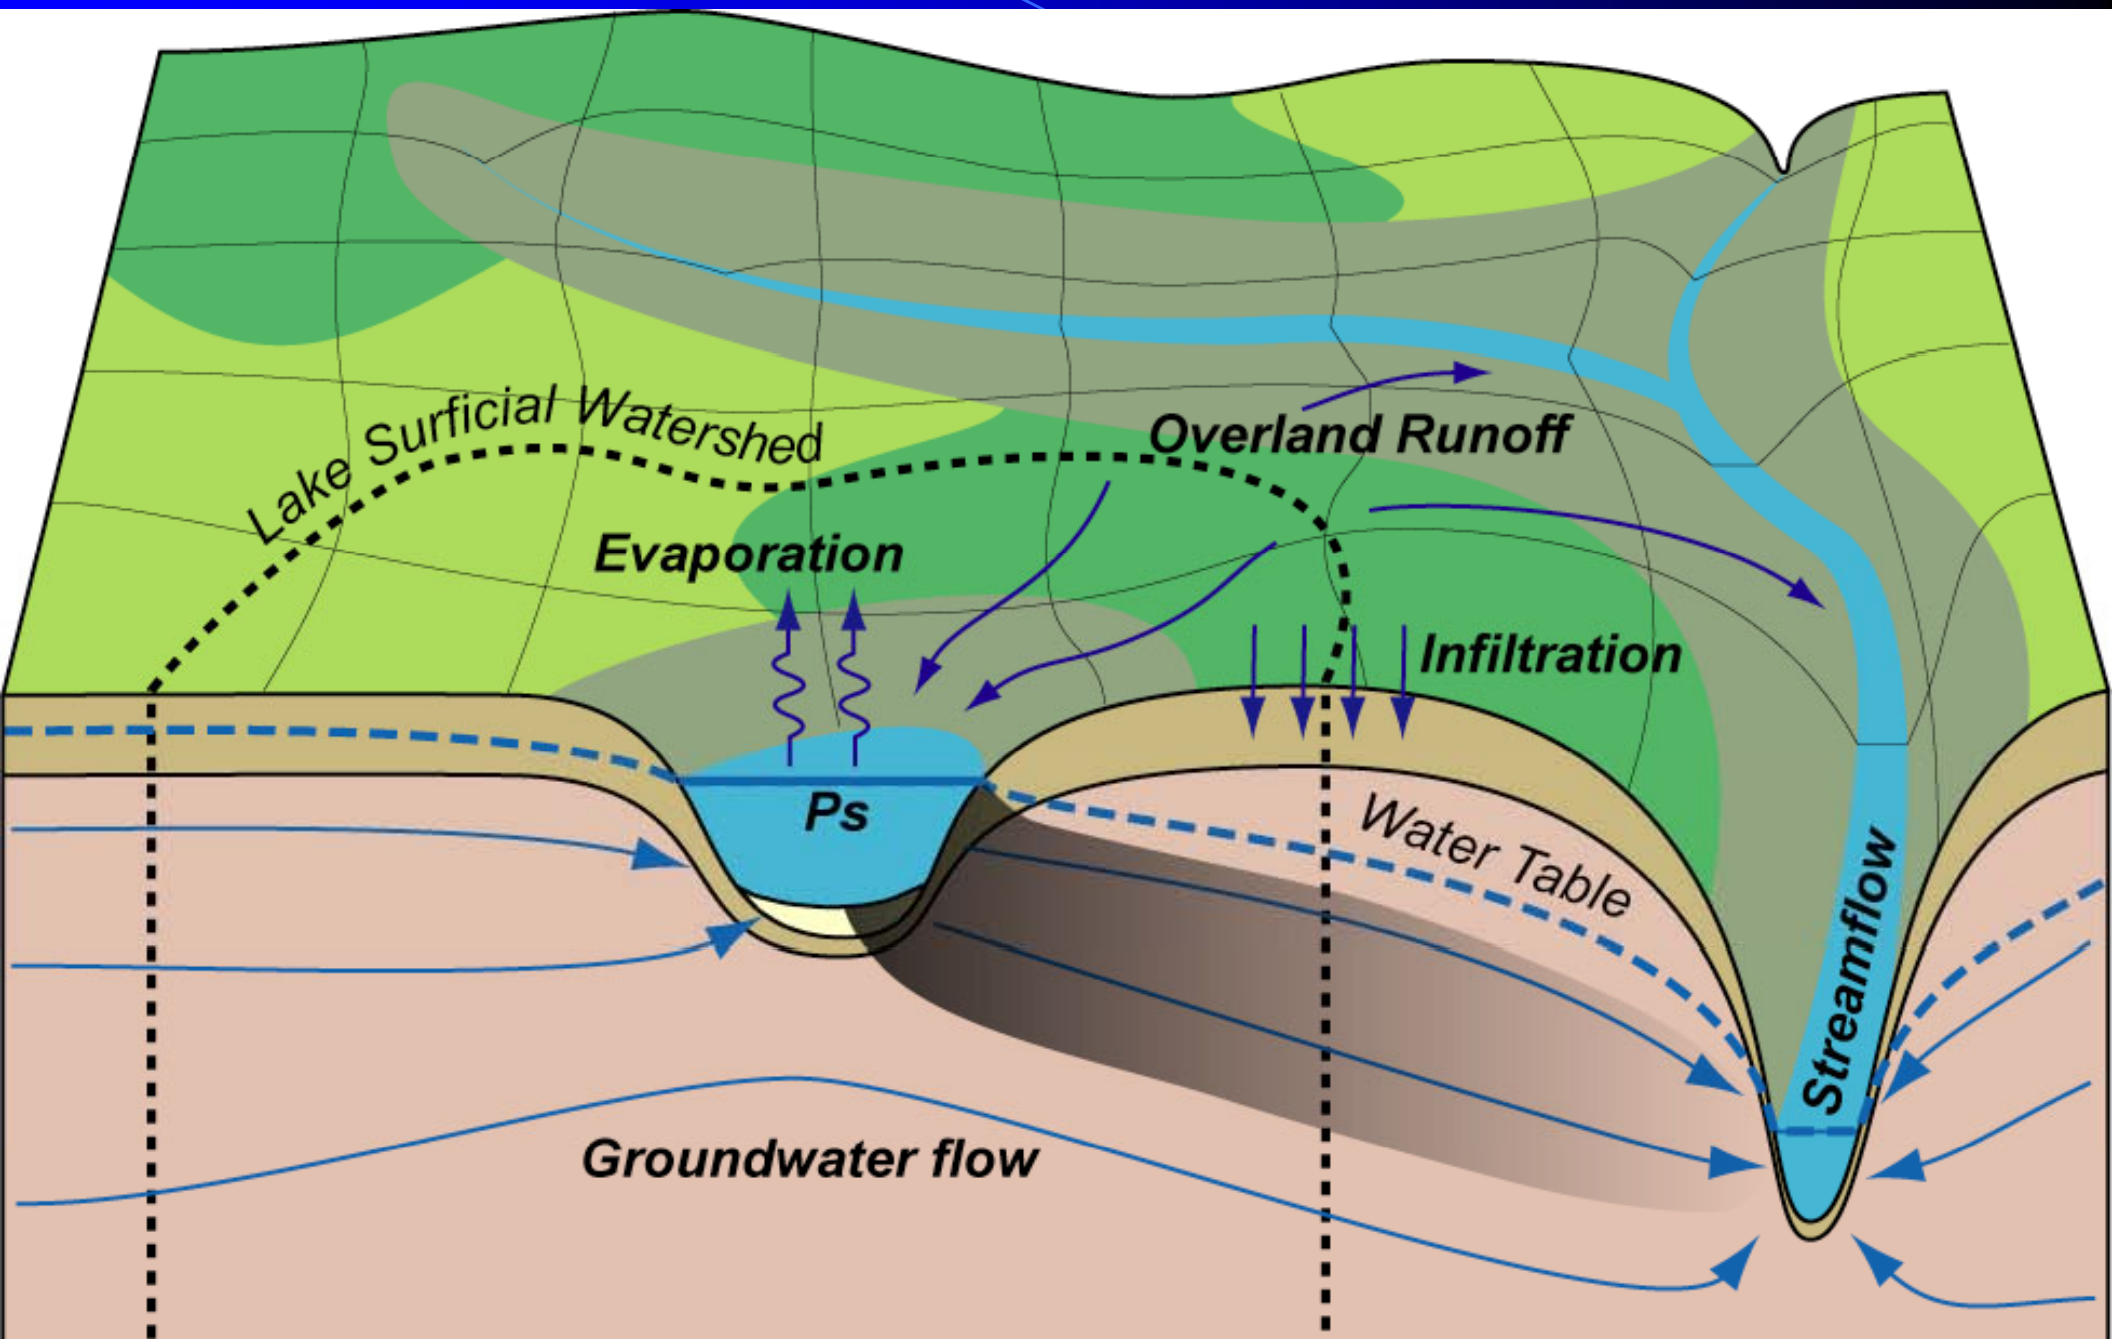 Lake Surficial Watershed
Overland Runoff
Evaporation
Infiltration
Ps
Water Table
Streamflow
Groundwater flow